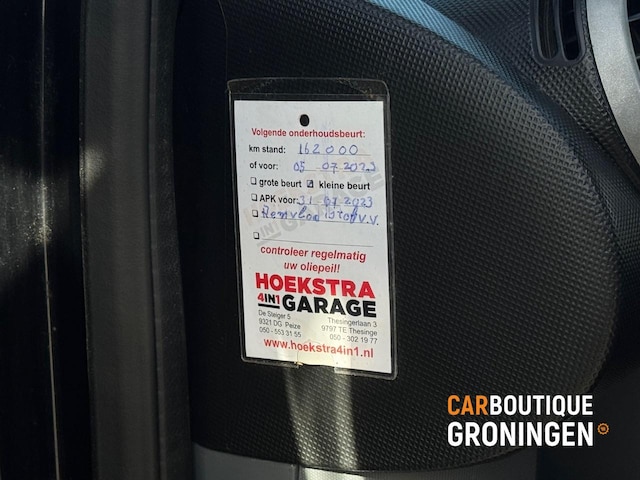 Volgende onderhoudsbeurt:
km stand: 162000
of voor: 05 07 2023
grote beurt ☑ kleine beurt
APK voor: 31 07 2023
Remvloeistof v.v.
controleer regelmatig
uw oliepeil!
HOEKSTRA
4IN1 GARAGE
De Steiger 5
9321 DG Peize
050 - 553 31 55
Thesingerlaan 3
9797 TE Thesinge
050 - 302 19 77
www.hoekstra4in1.nl
CARBOUTIQUE
GRONINGEN